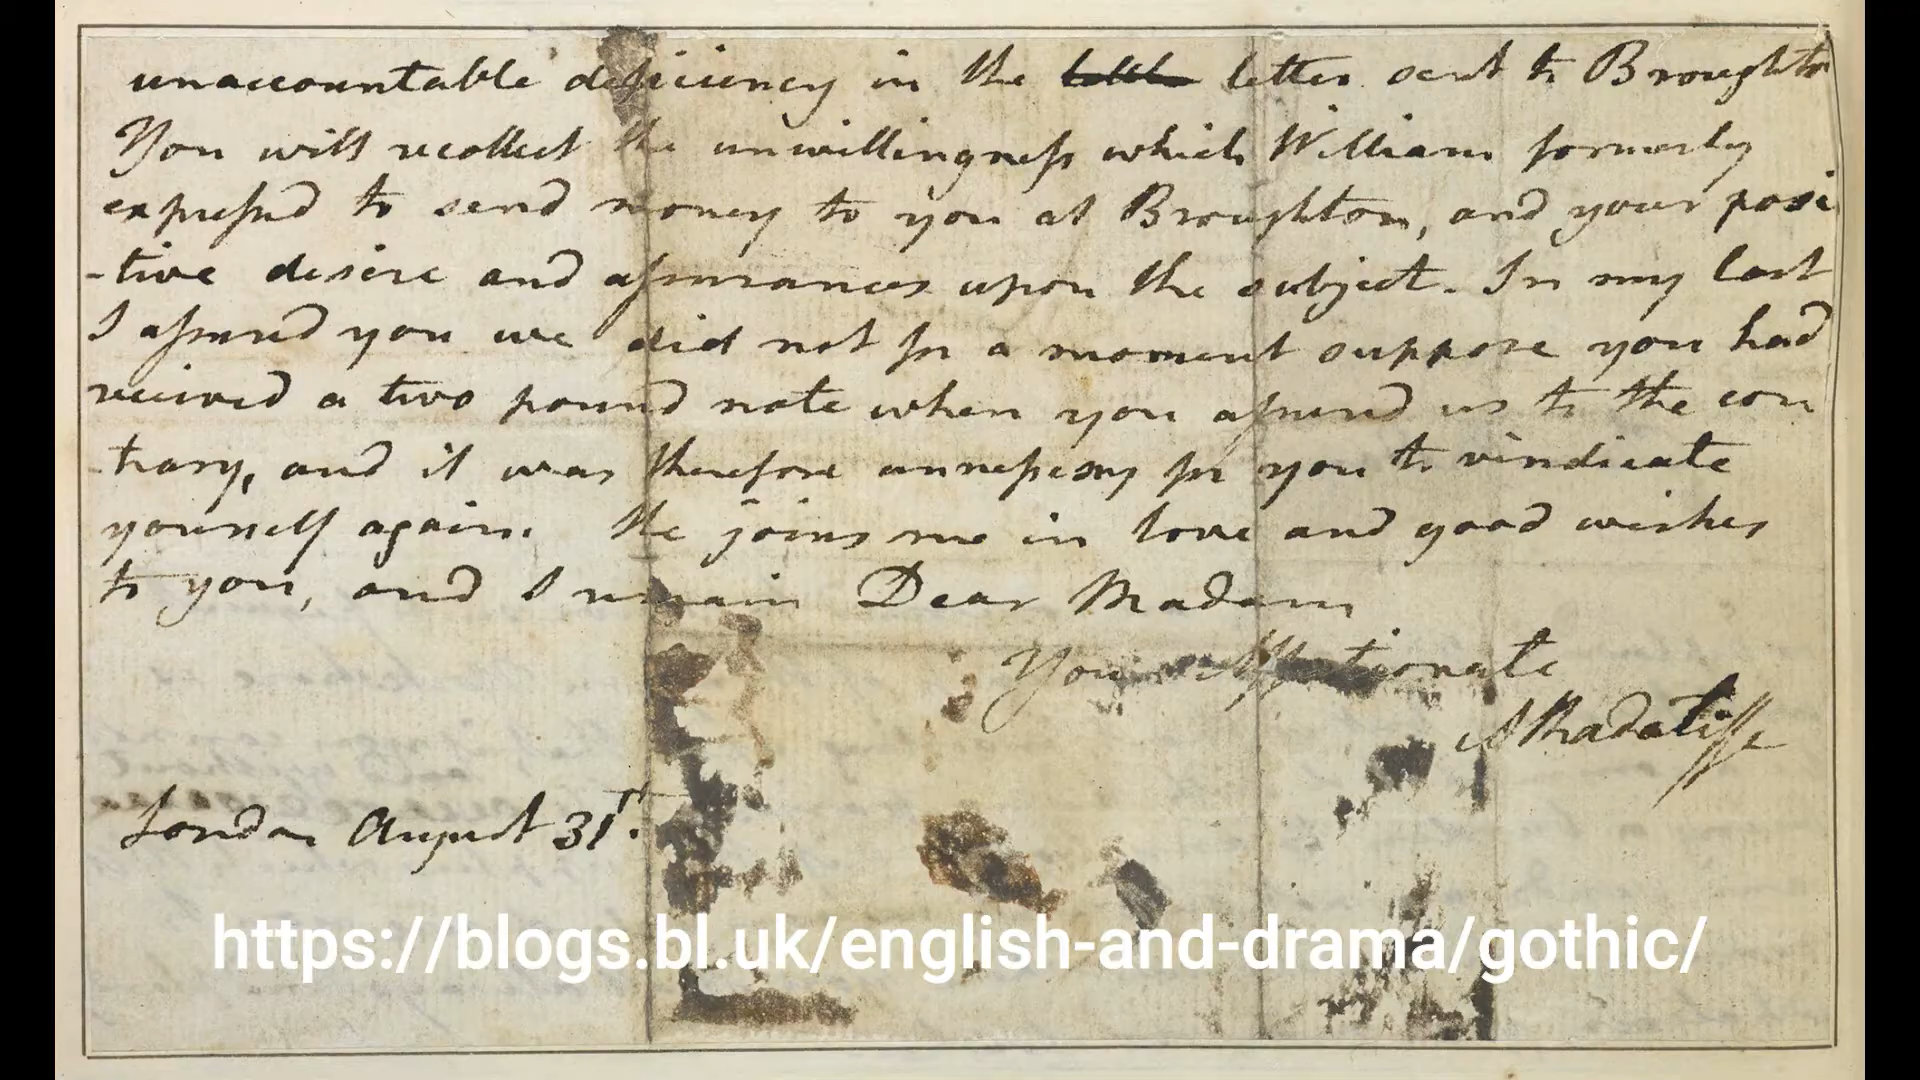 unaccountable deficiency in the letter sent to Broughton
You will recollect the unwillingness which William formerly
expressed to send money to you at Broughton, and your posi
-tive desire and assurances upon the subject. In my last
I assured you we did not for a moment suppose you had
received a two pound note when you assured us to the con
-trary, and it was therefore unnessesary for you to vindicate
yourself again. He joins me in love and good wishes
to you, and I remain Dear Madam
Your Affectionate
A Radcliffe
London August 31st.
https://blogs.bl.uk/english-and-drama/gothic/